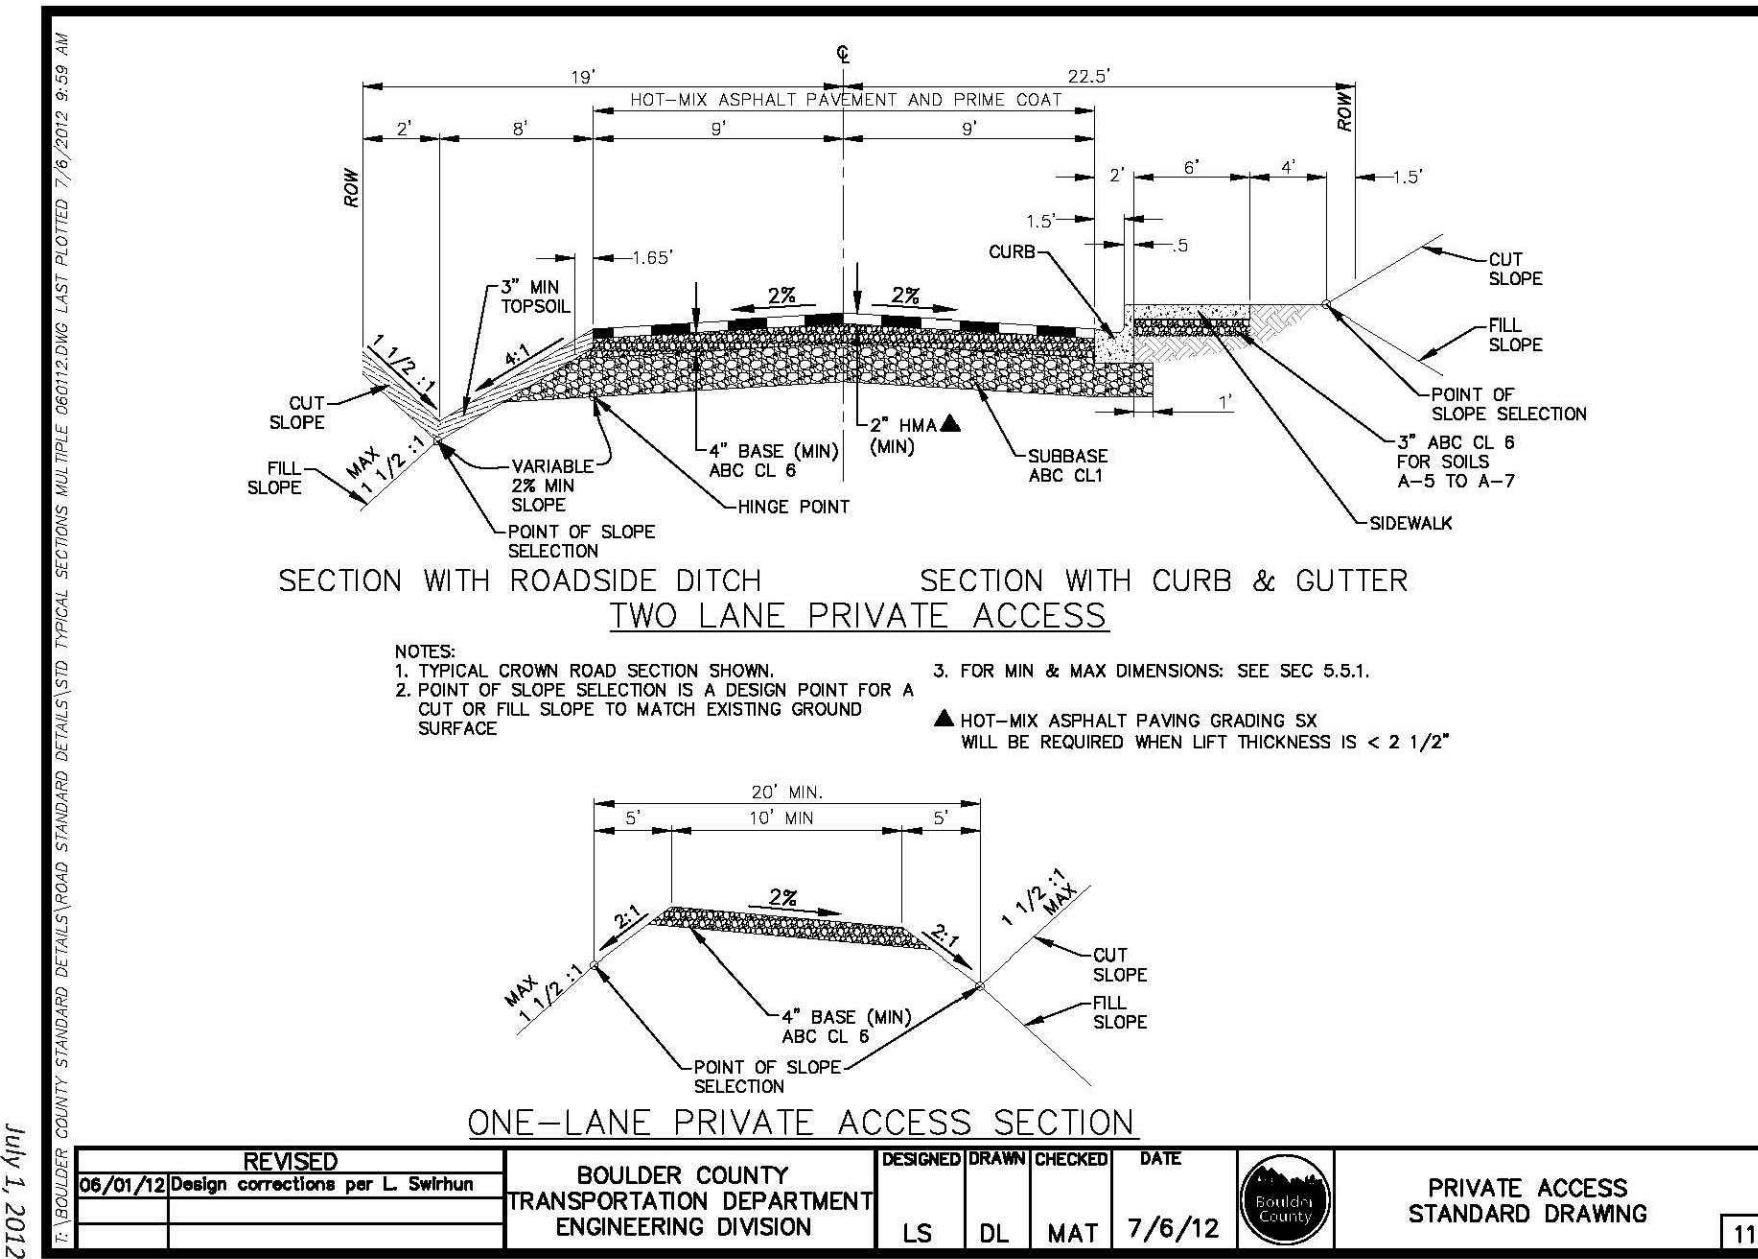 T:\BOULDER COUNTY STANDARD DETAILS\ROAD STANDARD DETAILS\STD TYPICAL SECTIONS MULTIPLE 060112.DWG LAST PLOTTED 7/6/2012 9:59 AM
July 1, 2012
℄
19'
22.5'
HOT-MIX ASPHALT PAVEMENT AND PRIME COAT
2'
8'
9'
9'
ROW
ROW
2'
6'
4'
1.5'
1.5'
.5
CURB
1.65'
3" MIN
TOPSOIL
2%
2%
CUT
SLOPE
FILL
SLOPE
1 1/2 :1
4:1
CUT
SLOPE
FILL
SLOPE
MAX
1 1/2 :1
VARIABLE
2% MIN
SLOPE
POINT OF SLOPE
SELECTION
HINGE POINT
4" BASE (MIN)
ABC CL 6
2" HMA▲
(MIN)
SUBBASE
ABC CL1
1'
POINT OF
SLOPE SELECTION
3" ABC CL 6
FOR SOILS
A-5 TO A-7
SIDEWALK
SECTION WITH ROADSIDE DITCH
SECTION WITH CURB & GUTTER
TWO LANE PRIVATE ACCESS
NOTES:
1. TYPICAL CROWN ROAD SECTION SHOWN.
2. POINT OF SLOPE SELECTION IS A DESIGN POINT FOR A
CUT OR FILL SLOPE TO MATCH EXISTING GROUND
SURFACE
3. FOR MIN & MAX DIMENSIONS: SEE SEC 5.5.1.
▲ HOT-MIX ASPHALT PAVING GRADING SX
WILL BE REQUIRED WHEN LIFT THICKNESS IS < 2 1/2"
20' MIN.
5'
10' MIN
5'
2%
2:1
2:1
MAX
1 1/2 :1
1 1/2 :1
MAX
CUT
SLOPE
FILL
SLOPE
4" BASE (MIN)
ABC CL 6
POINT OF SLOPE
SELECTION
ONE-LANE PRIVATE ACCESS SECTION
REVISED
06/01/12 Design corrections per L. Swirhun
BOULDER COUNTY
TRANSPORTATION DEPARTMENT
ENGINEERING DIVISION
DESIGNED
LS
DRAWN
DL
CHECKED
MAT
DATE
7/6/12
Boulder
County
PRIVATE ACCESS
STANDARD DRAWING
11